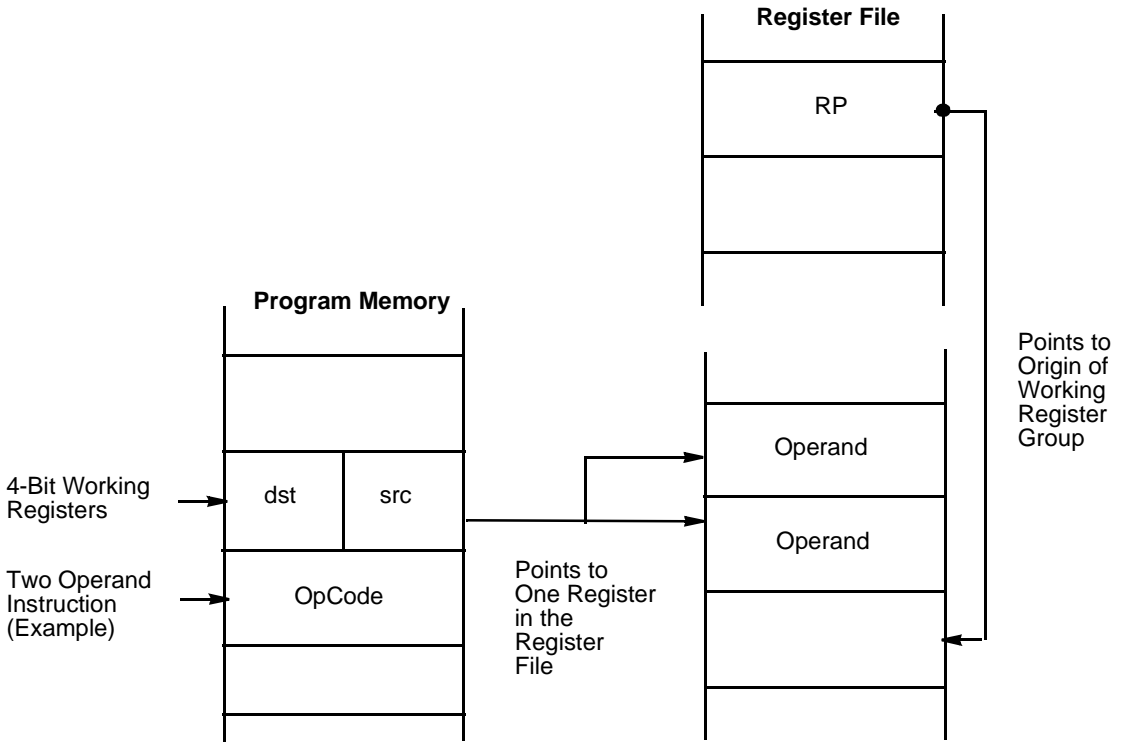 Register File
RP
Program Memory
Points to
Origin of
Working
Register
Group
Operand
4-Bit Working
Registers
dst
src
Operand
Two Operand
Instruction
(Example)
OpCode
Points to
One Register
in the
Register
File